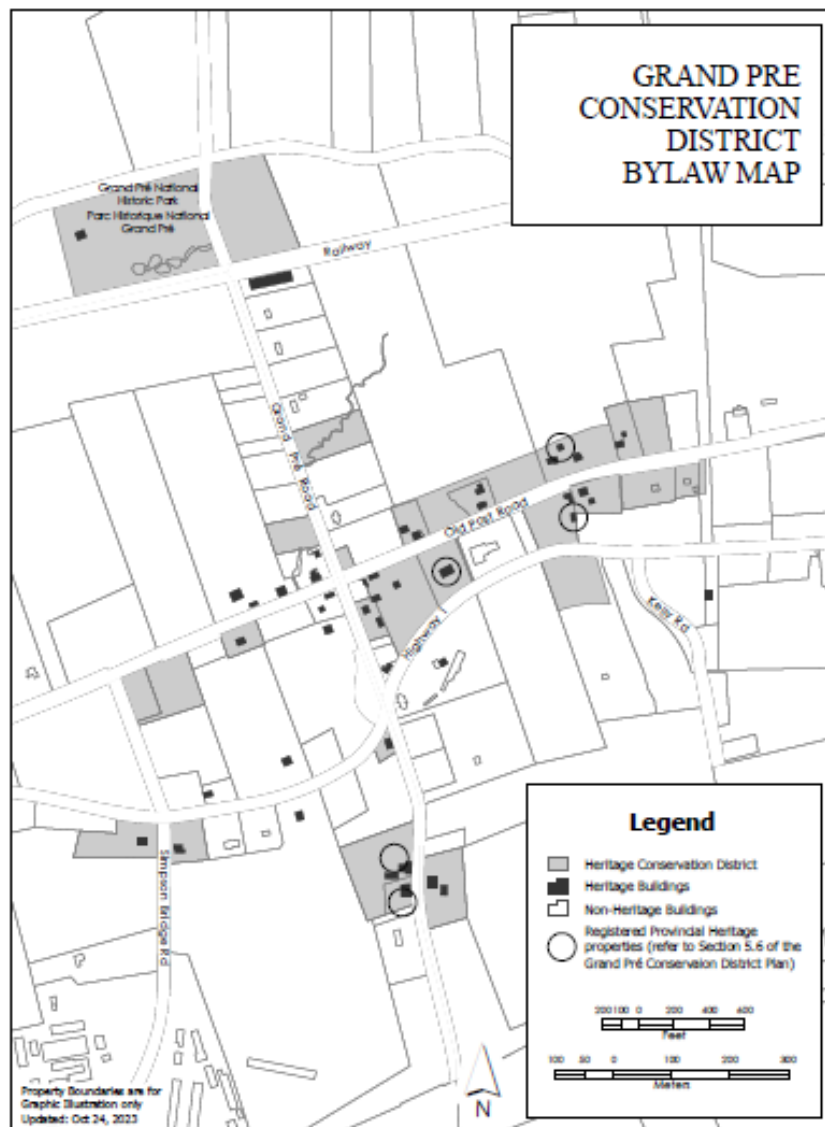 GRAND PRE
CONSERVATION
DISTRICT
BYLAW MAP
Grand Pré National
Historic Park
Parc Historique National
Grand Pré
Railway
Grand Pré Road
Old Post Road
Highway 1
Kelly Rd
Simpson Bridge Rd
Legend
Heritage Conservation District
Heritage Buildings
Non-Heritage Buildings
Registered Provincial Heritage
properties (refer to Section 5.6 of the
Grand Pré Conservaion District Plan)
200 100 0 200 400 600
Feet
100 50 0 100 200 300
Meters
N
Property Boundaries are for
Graphic Illustration only
Updated: Oct 24, 2023